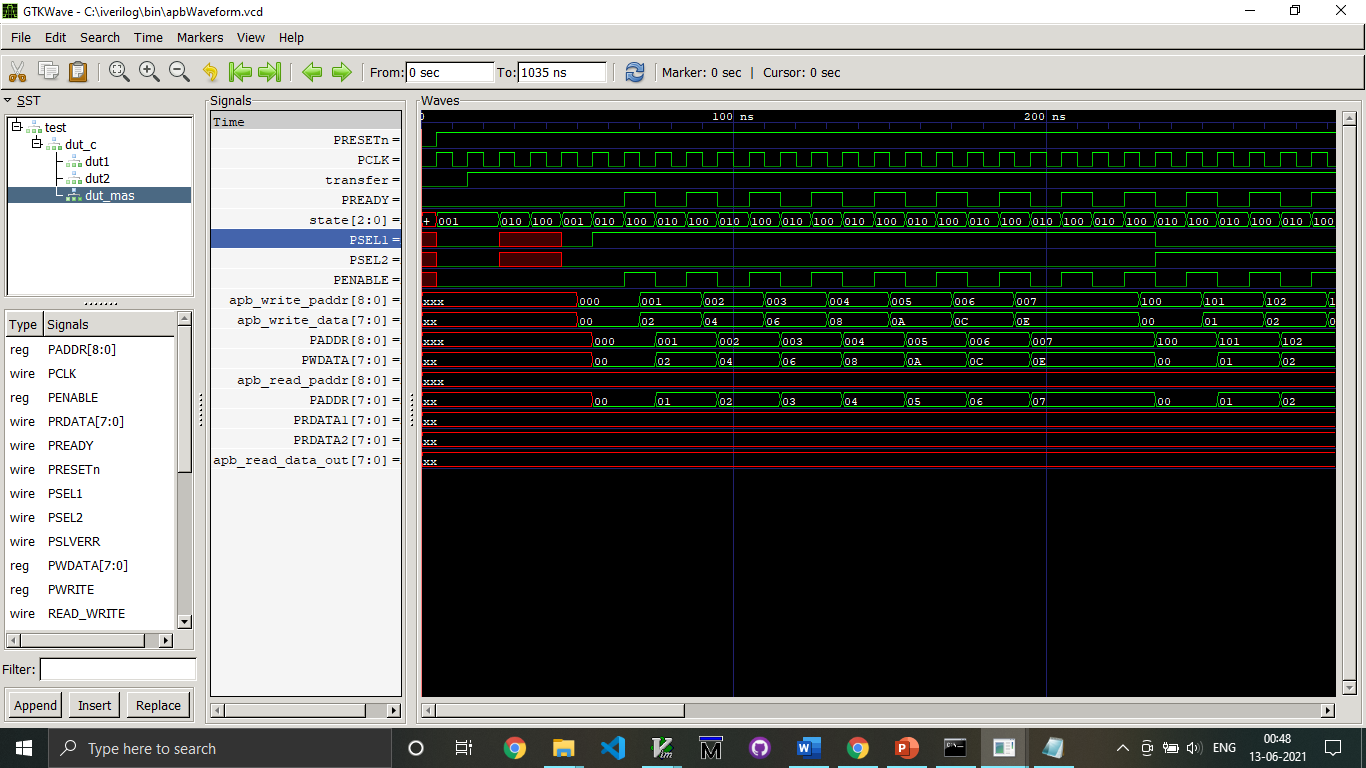 GTKWave - C:\iverilog\bin\apbWaveform.vcd
File Edit Search Time Markers View Help
From: 0 sec To: 1035 ns Marker: 0 sec | Cursor: 0 sec
SST
test
dut_c
dut1
dut2
dut_mas
Type Signals
reg PADDR[8:0]
wire PCLK
reg PENABLE
wire PRDATA[7:0]
wire PREADY
wire PRESETn
wire PSEL1
wire PSEL2
wire PSLVERR
reg PWDATA[7:0]
reg PWRITE
wire READ_WRITE
Filter:
Append Insert Replace
Signals
Time
PRESETn =
PCLK =
transfer =
PREADY =
state[2:0] =
PSEL1 =
PSEL2 =
PENABLE =
apb_write_paddr[8:0] =
apb_write_data[7:0] =
PADDR[8:0] =
PWDATA[7:0] =
apb_read_paddr[8:0] =
PADDR[7:0] =
PRDATA1[7:0] =
PRDATA2[7:0] =
apb_read_data_out[7:0] =
Waves
0 100 ns 200 ns
+ 001 010 100 001 010 100 010 100 010 100 010 100 010 100 010 100 010 100 010 100 010 100 010 100 010 100 010 100
xxx 000 001 002 003 004 005 006 007 100 101 102 1
xx 00 02 04 06 08 0A 0C 0E 00 01 02 0
xxx 000 001 002 003 004 005 006 007 100 101 102
xx 00 02 04 06 08 0A 0C 0E 00 01 02
xxx
xx 00 01 02 03 04 05 06 07 00 01 02
xx
xx
xx
Type here to search
ENG
00:48
13-06-2021